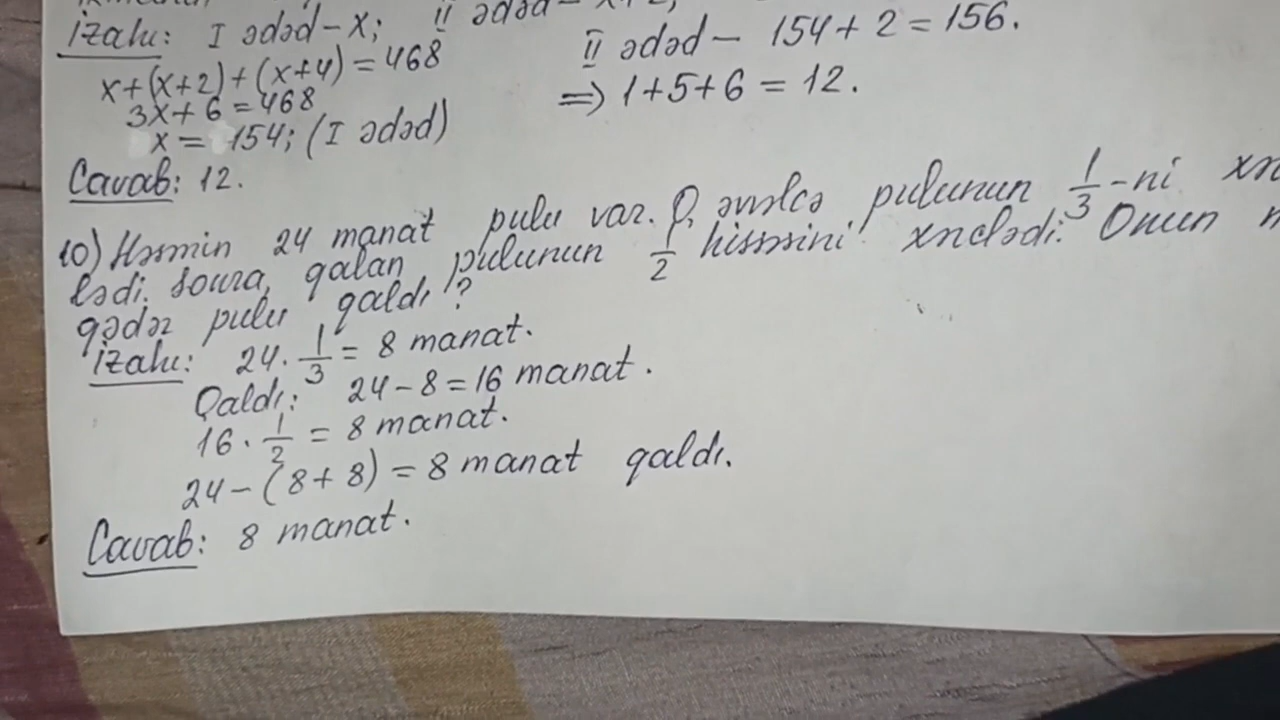 İzahı: I ədəd - x; II ədəd - x+2;
x+(x+2)+(x+4) = 468
3x+6 = 468
x = 154; (I ədəd)
II ədəd - 154+2 = 156.
=> 1+5+6 = 12.
Cavab: 12.
10) Həsənin 24 manat pulu var. O, əvvəlcə pulunun 1/3-ni xərc
lədi. Sonra, qalan pulunun 1/2 hissəsini xərclədi. Onun n
qədər pulu qaldı?
İzahı: 24 · 1/3 = 8 manat.
Qaldı: 24 - 8 = 16 manat.
16 · 1/2 = 8 manat.
24 - (8+8) = 8 manat qaldı.
Cavab: 8 manat.